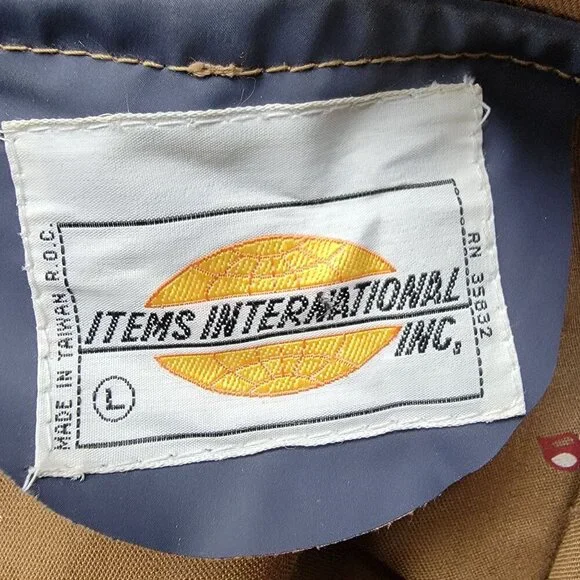 MADE IN TAIWAN R.O.C.
ITEMS INTERNATIONAL
INC.
L
RN 35832